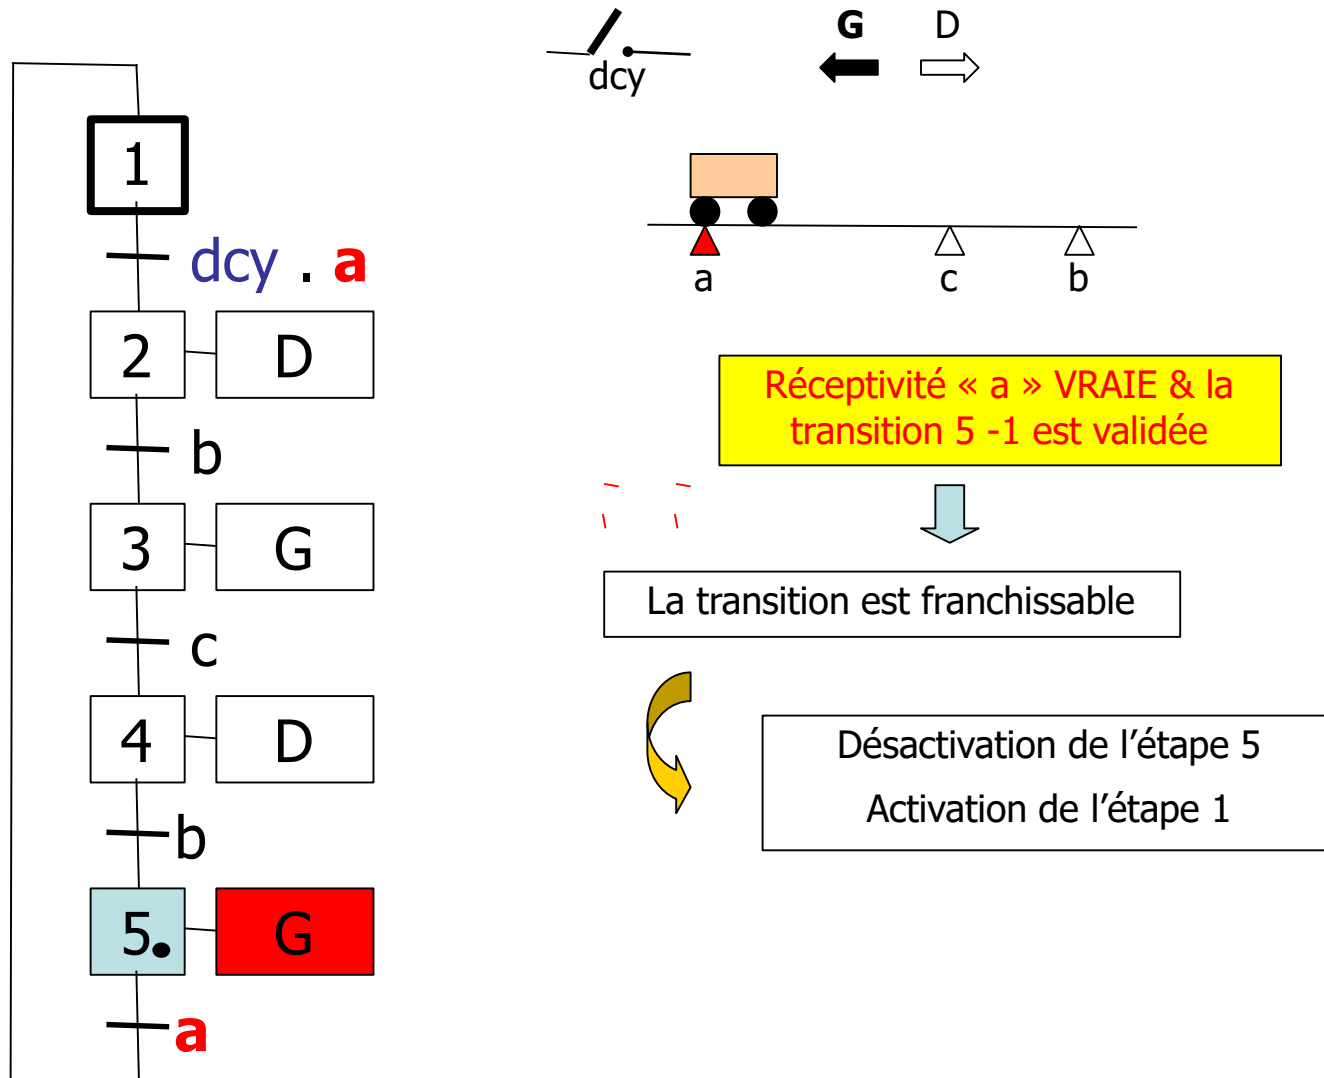 1
dcy . a
2 D
b
3 G
c
4 D
b
5 G
a
dcy
G D
a c b
Réceptivité « a » VRAIE & la
transition 5 -1 est validée
La transition est franchissable
Désactivation de l’étape 5
Activation de l’étape 1